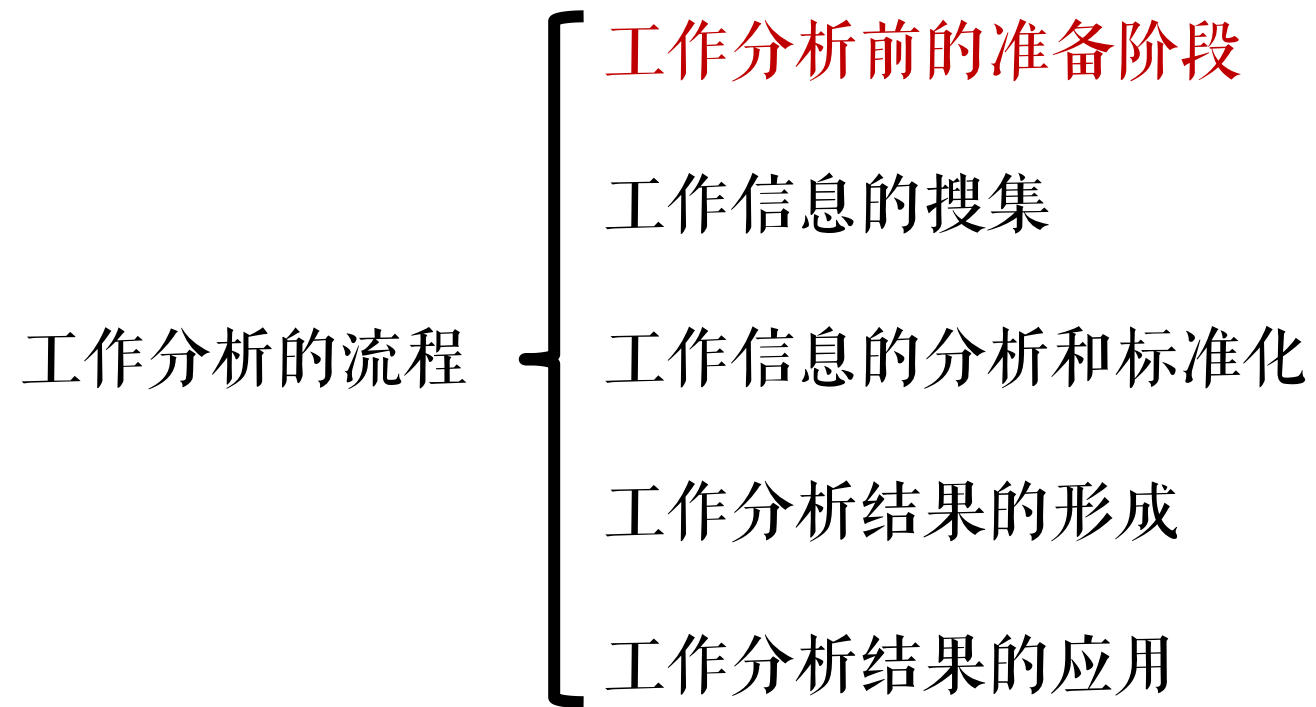 工作分析前的准备阶段
工作信息的搜集
工作分析的流程
工作信息的分析和标准化
工作分析结果的形成
工作分析结果的应用